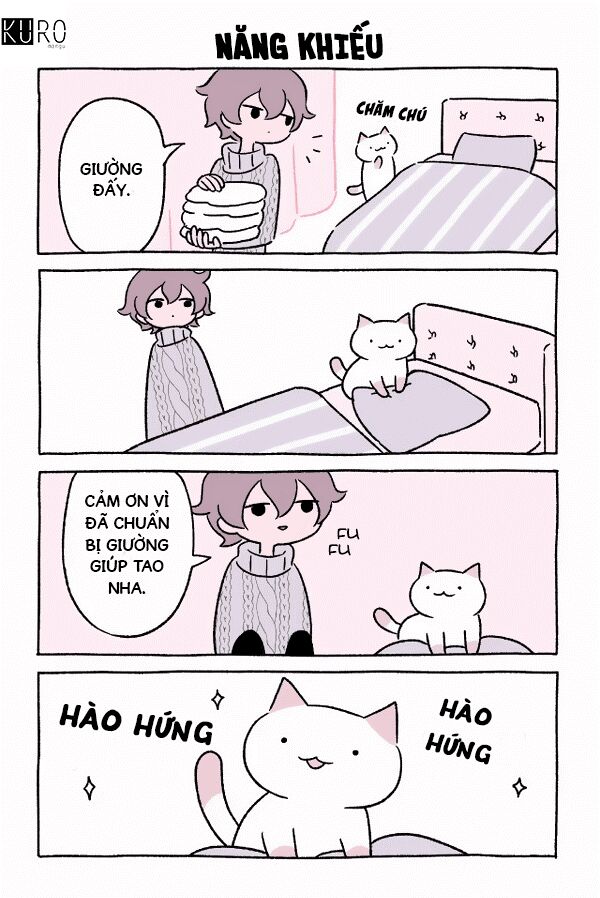 KURO
manga
NĂNG KHIẾU
GIƯỜNG
ĐẤY.
CHĂM CHÚ
CẢM ƠN VÌ
ĐÃ CHUẨN
BỊ GIƯỜNG
GIÚP TAO
NHA.
FU
FU
HÀO HỨNG
HÀO
HỨNG